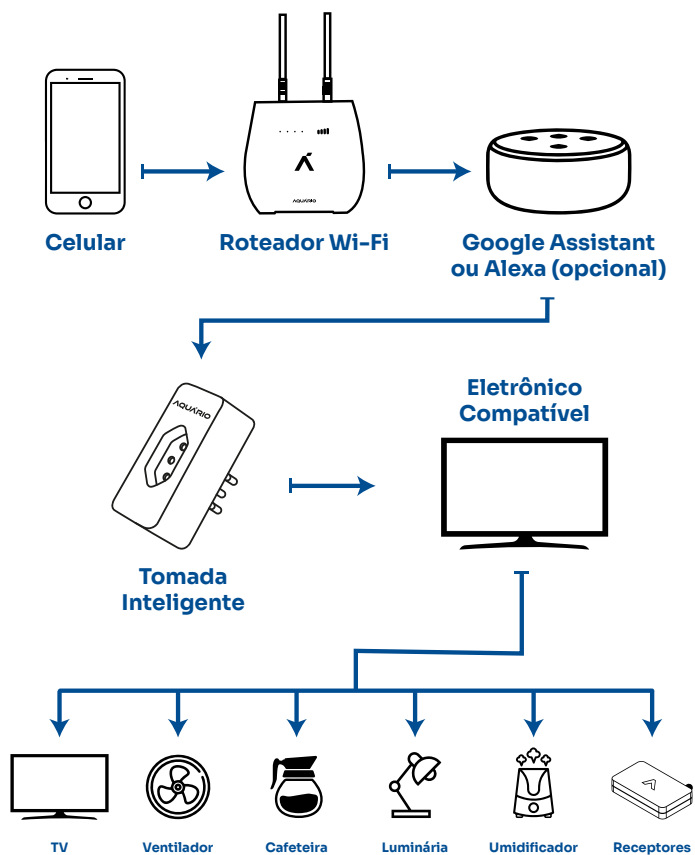 AQUÁRIO
Celular
Roteador Wi-Fi
Google Assistant
ou Alexa (opcional)
AQUÁRIO
Eletrônico
Compatível
Tomada
Inteligente
TV
Ventilador
Cafeteira
Luminária
Umidificador
Receptores